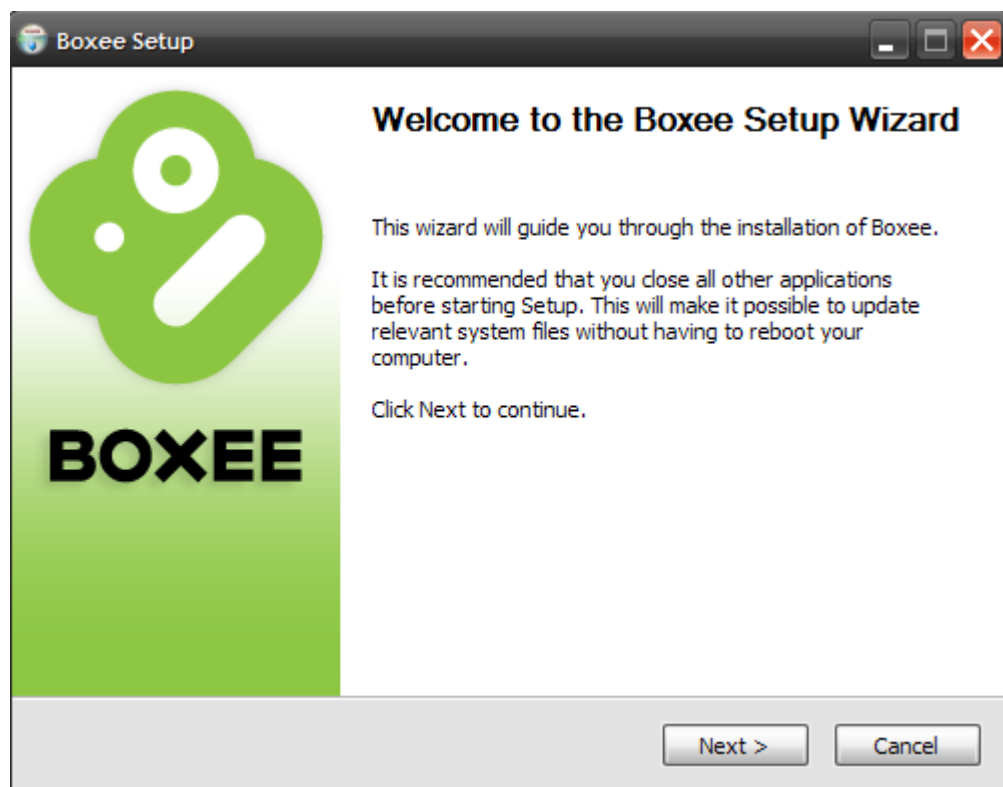 Boxee Setup
Welcome to the Boxee Setup Wizard
This wizard will guide you through the installation of Boxee.
It is recommended that you close all other applications
before starting Setup. This will make it possible to update
relevant system files without having to reboot your
computer.
Click Next to continue.
BOXEE
Next >
Cancel